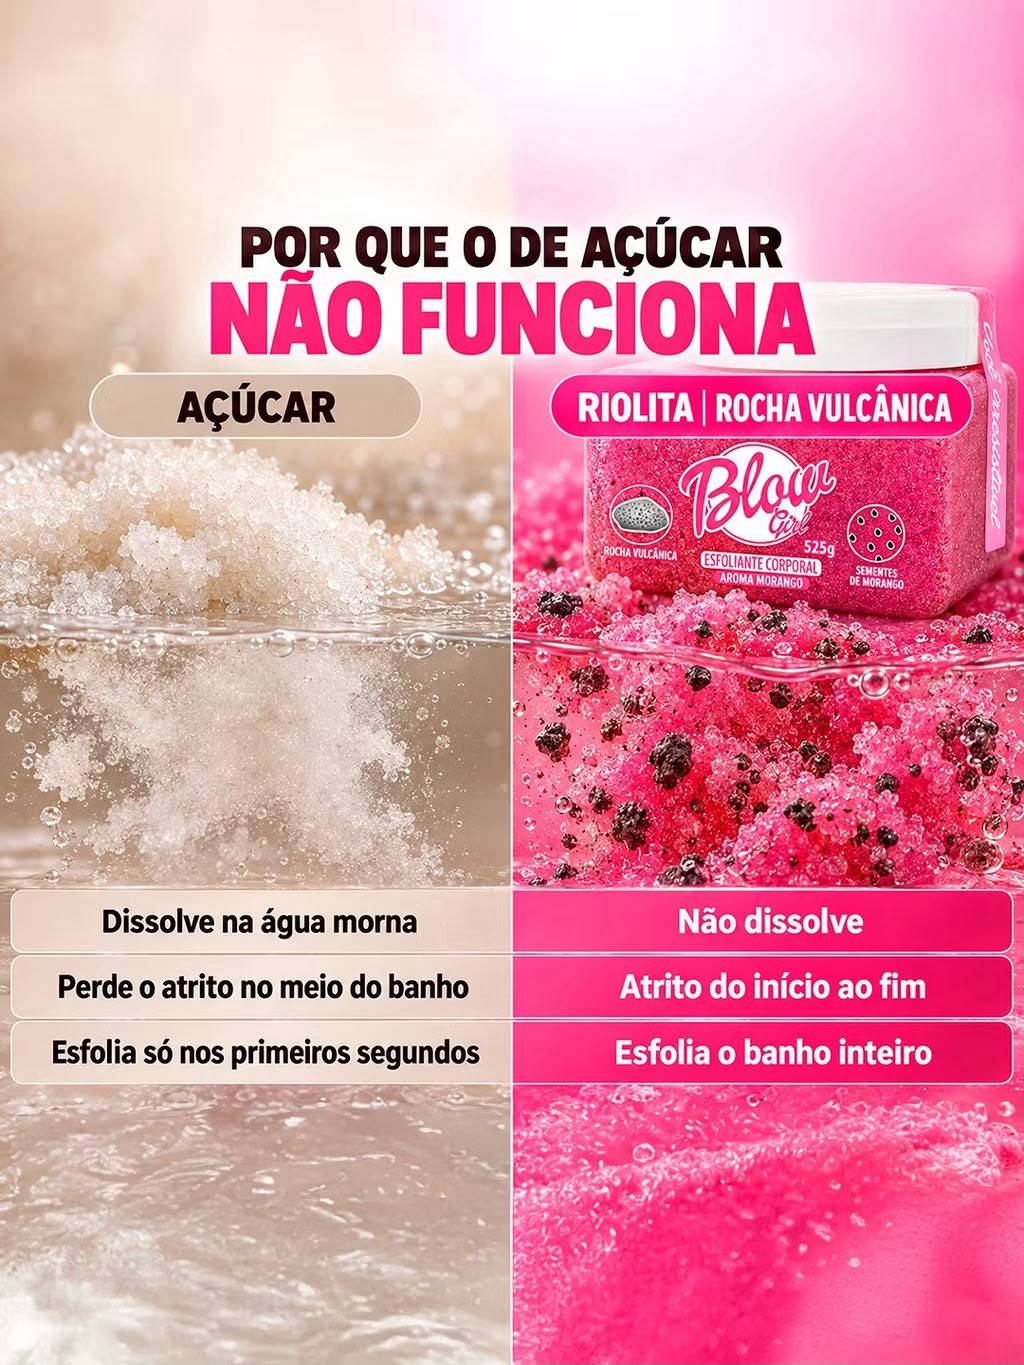 POR QUE O DE AÇÚCAR
NÃO FUNCIONA
AÇÚCAR
RIOLITA | ROCHA VULCÂNICA
Blow
Girl
525g
ROCHA VULCÂNICA
ESFOLIANTE CORPORAL
AROMA MORANGO
SEMENTES
DE MORANGO
Dissolve na água morna
Não dissolve
Perde o atrito no meio do banho
Atrito do início ao fim
Esfolia só nos primeiros segundos
Esfolia o banho inteiro